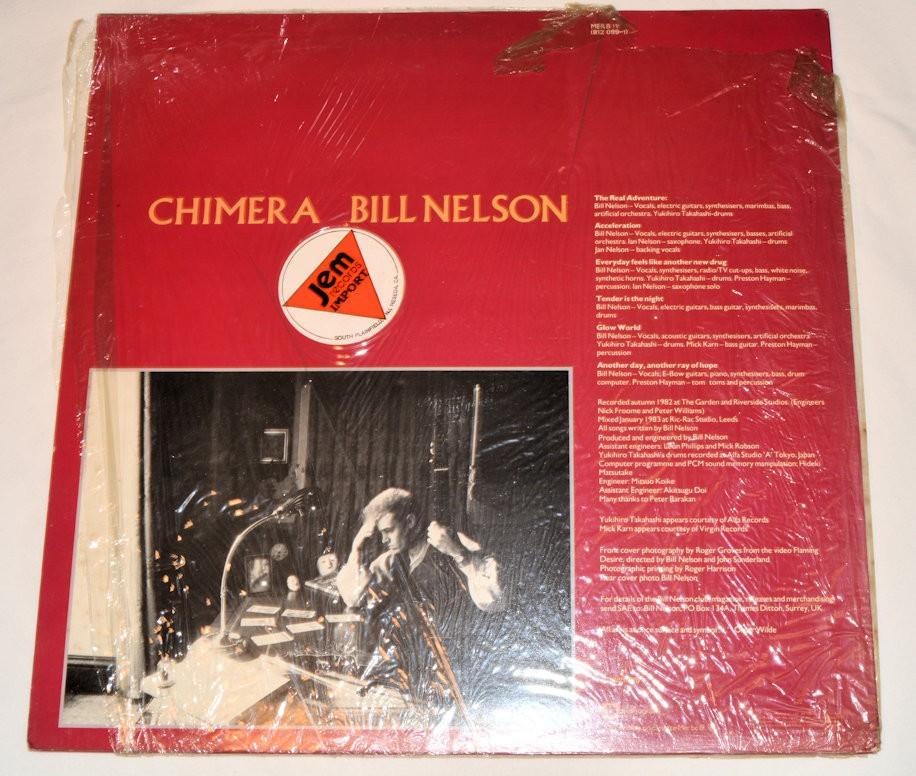 MERB 19
(812 099-1)
CHIMERA BILL NELSON
jem
records
IMPORT
SOUTH PLAINFIELD, RESEDA, CA.
The Real Adventure:
Bill Nelson – Vocals, electric guitars, synthesisers, marimbas, bass,
artificial orchestra. Yukihiro Takahashi-drums
Acceleration
Bill Nelson – Vocals, electric guitars, synthesisers, basses, artificial
orchestra. Ian Nelson – saxophone. Yukihiro Takahashi – drums
Jan Nelson – backing vocals
Everyday feels like another new drug
Bill Nelson – Vocals, synthesisers, radio/TV cut-ups, bass, white noise,
synthetic horns. Yukihiro Takahashi – drums. Preston Hayman –
percussion. Ian Nelson – saxophone solo
Tender is the night
Bill Nelson – Vocals, electric guitars, bass guitar, synthesisers, marimbas,
drums
Glow World
Bill Nelson – Vocals, acoustic guitars, synthesisers, artificial orchestra
Yukihiro Takahashi – drums. Mick Karn – bass guitar. Preston Hayman –
percussion
Another day, another ray of hope
Bill Nelson – Vocals, E-Bow guitars, piano, synthesisers, bass, drum
computer. Preston Hayman – tom toms and percussion
Recorded autumn 1982 at The Garden and Riverside Studios. (Engineers
Nick Froome and Peter Williams)
Mixed January 1983 at Ric-Rac Studio, Leeds
All songs written by Bill Nelson
Produced and engineered by Bill Nelson
Assistant engineers: Phillips and Mick Robson
Yukihiro Takahashi's drums recorded at Alfa Studio 'A' Tokyo, Japan
Computer programme and PCM sound memory manipulation; Hideki
Matsutake
Engineer: Mitsuo Koike
Assistant Engineer: Akitsugu Doi
Many thanks to Peter Barakan
Yukihiro Takahashi appears courtesy of Alfa Records
Mick Karn appears courtesy of Virgin Records
Front cover photography by Roger Groves from the video Flaming
Desire, directed by Bill Nelson and John Sunderland
Photographic printing by Roger Harrison
Rear cover photo Bill Nelson
For details of the Bill Nelson club, magazine, releases and merchandising
send SAE to: Bill Nelson, PO Box 134A, Thames Ditton, Surrey, UK
All art is at once surface and symbol Oscar Wilde